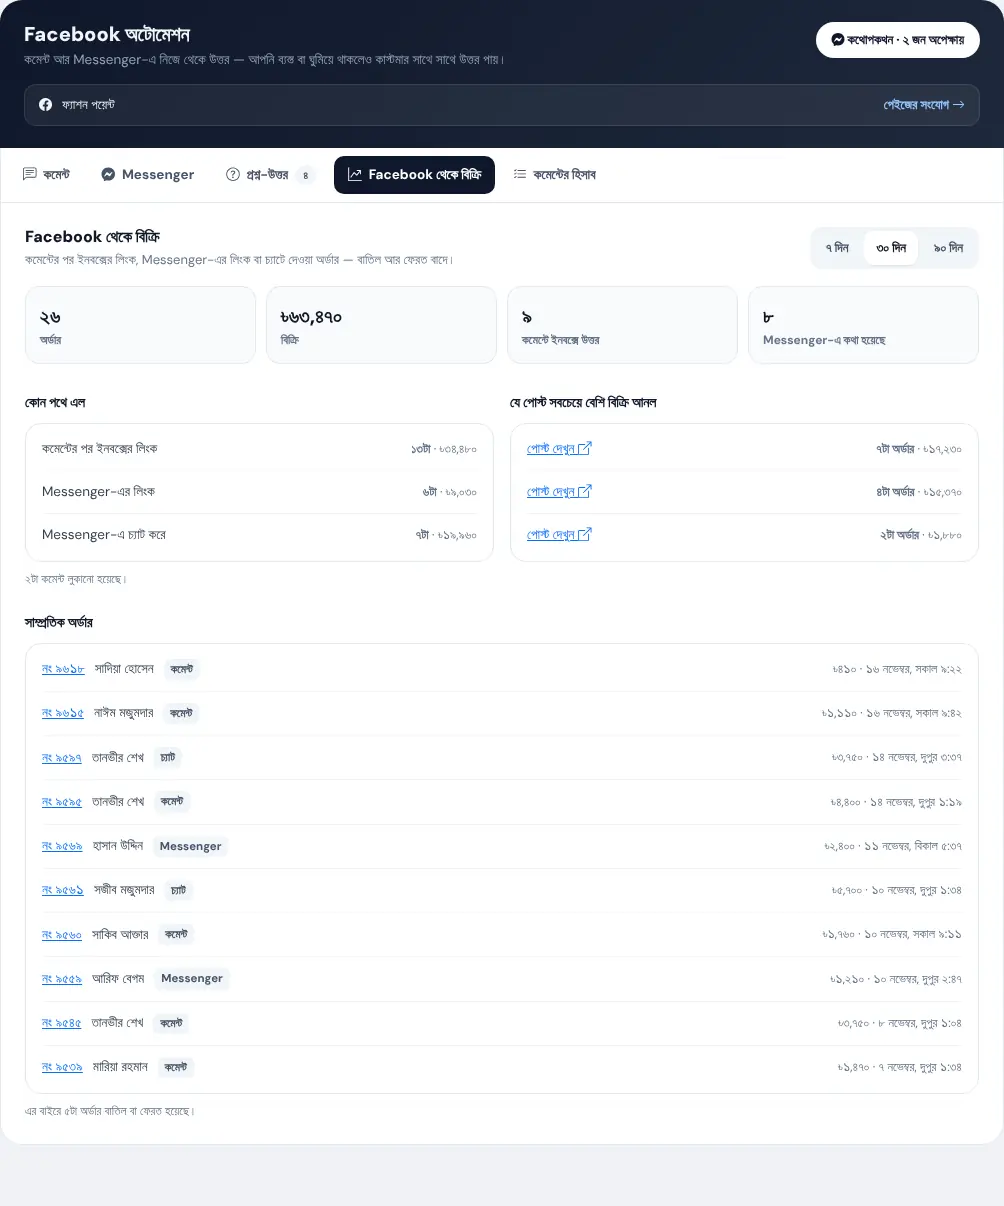 Facebook অটোমেশন
কমেন্ট আর Messenger-এ নিজে থেকে উত্তর — আপনি ব্যস্ত বা ঘুমিয়ে থাকলেও কাস্টমার সাথে সাথে উত্তর পায়।
কথোপকথন · ২ জন অপেক্ষায়
ফ্যাশন পয়েন্ট
পেইজের সংযোগ →
কমেন্ট
Messenger
প্রশ্ন-উত্তর ৪
Facebook থেকে বিক্রি
কমেন্টের হিসাব
Facebook থেকে বিক্রি
কমেন্টের পর ইনবক্সের লিংক, Messenger-এর লিংক বা চ্যাটে দেওয়া অর্ডার — বাতিল আর ফেরত বাদে।
৭ দিন
৩০ দিন
৯০ দিন
২৬
অর্ডার
৳৬৩,৪৭০
বিক্রি
৯
কমেন্টে ইনবক্সে উত্তর
৮
Messenger-এ কথা হয়েছে
কোন পথে এল
কমেন্টের পর ইনবক্সের লিংক ১৩টা · ৳৩৪,৪৮০
Messenger-এর লিংক ৬টা · ৳৯,০৩০
Messenger-এ চ্যাট করে ৭টা · ৳১৯,৯৬০
২টা কমেন্ট লুকানো হয়েছে।
যে পোস্ট সবচেয়ে বেশি বিক্রি আনল
পোস্ট দেখুন ৭টা অর্ডার · ৳১৭,২৩০
পোস্ট দেখুন ৪টা অর্ডার · ৳১৫,৩৭০
পোস্ট দেখুন ২টা অর্ডার · ৳১,৮৮০
সাম্প্রতিক অর্ডার
নং ৯৬১৮ সাদিয়া হোসেন কমেন্ট ৳৪১০ · ১৬ নভেম্বর, সকাল ৯:২২
নং ৯৬১৫ নাঈম মজুমদার কমেন্ট ৳১,১১০ · ১৬ নভেম্বর, সকাল ৯:৪২
নং ৯৫৯৭ তানভীর শেখ চ্যাট ৳৩,৭৫০ · ১৪ নভেম্বর, দুপুর ৩:৩৭
নং ৯৫৯৫ তানভীর শেখ কমেন্ট ৳৪,৪০০ · ১৪ নভেম্বর, দুপুর ১:১৯
নং ৯৫৬৯ হাসান উদ্দিন Messenger ৳২,৪০০ · ১১ নভেম্বর, বিকাল ৫:৩৭
নং ৯৫৬১ সজীব মজুমদার চ্যাট ৳৫,৭০০ · ১০ নভেম্বর, দুপুর ১:৩৪
নং ৯৫৬০ সাকিব আক্তার কমেন্ট ৳১,৭৬০ · ১০ নভেম্বর, সকাল ৯:১১
নং ৯৫৫৯ আরিফ বেগম Messenger ৳১,২১০ · ১০ নভেম্বর, দুপুর ২:৪৭
নং ৯৫৪৫ তানভীর শেখ কমেন্ট ৳৩,৭৫০ · ৮ নভেম্বর, দুপুর ১:০৪
নং ৯৫৩৯ মারিয়া রহমান কমেন্ট ৳১,৪৭০ · ৭ নভেম্বর, দুপুর ১:৩৪
এর বাইরে ৫টা অর্ডার বাতিল বা ফেরত হয়েছে।